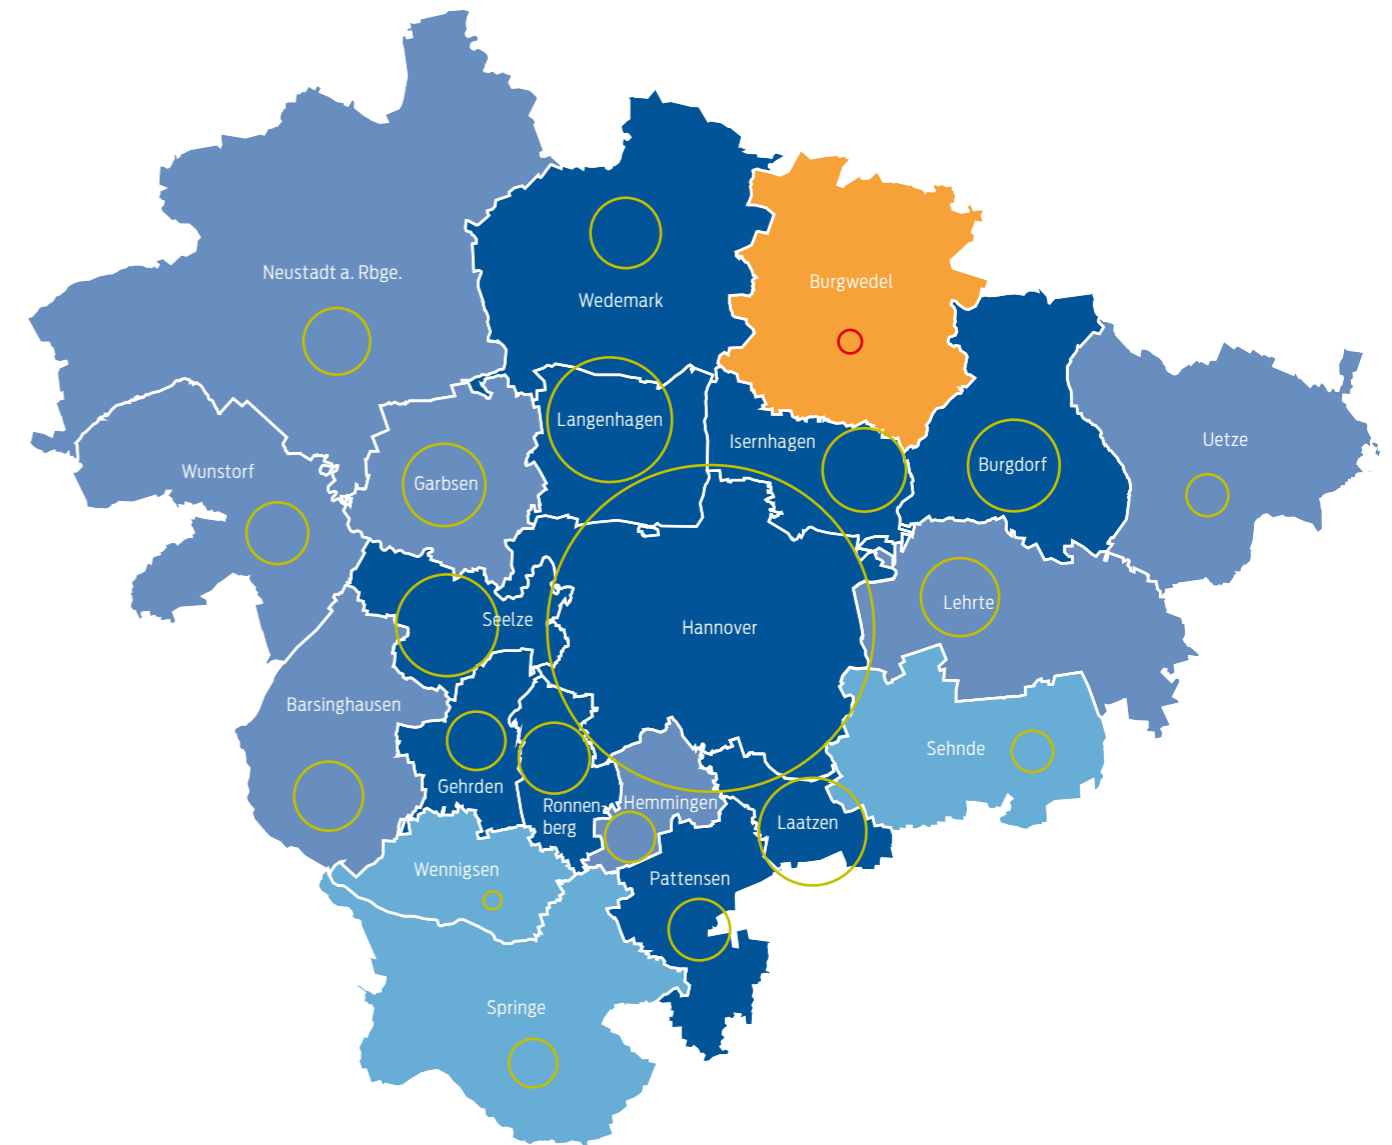 Neustadt a. Rbge.
Wedemark
Burgwedel
Langenhagen
Isernhagen
Uetze
Burgdorf
Wunstorf
Garbsen
Lehrte
Seelze
Hannover
Barsinghausen
Sehnde
Gehrden
Ronnen-
berg
Hemmingen
Laatzen
Wennigsen
Pattensen
Springe